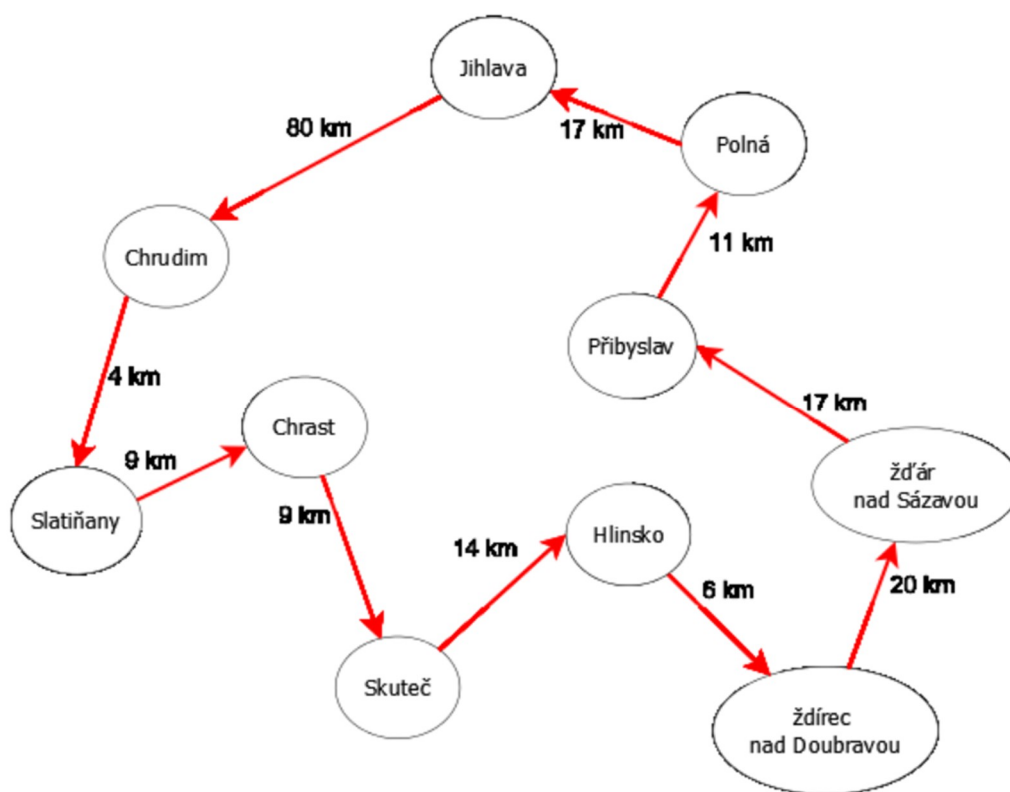 Jihlava
80 km
17 km
Polná
11 km
Chrudim
Přibyslav
4 km
17 km
Chrast
9 km
žďár
nad Sázavou
Slatiňany
9 km
Hlinsko
14 km
6 km
20 km
Skuteč
ždírec
nad Doubravou